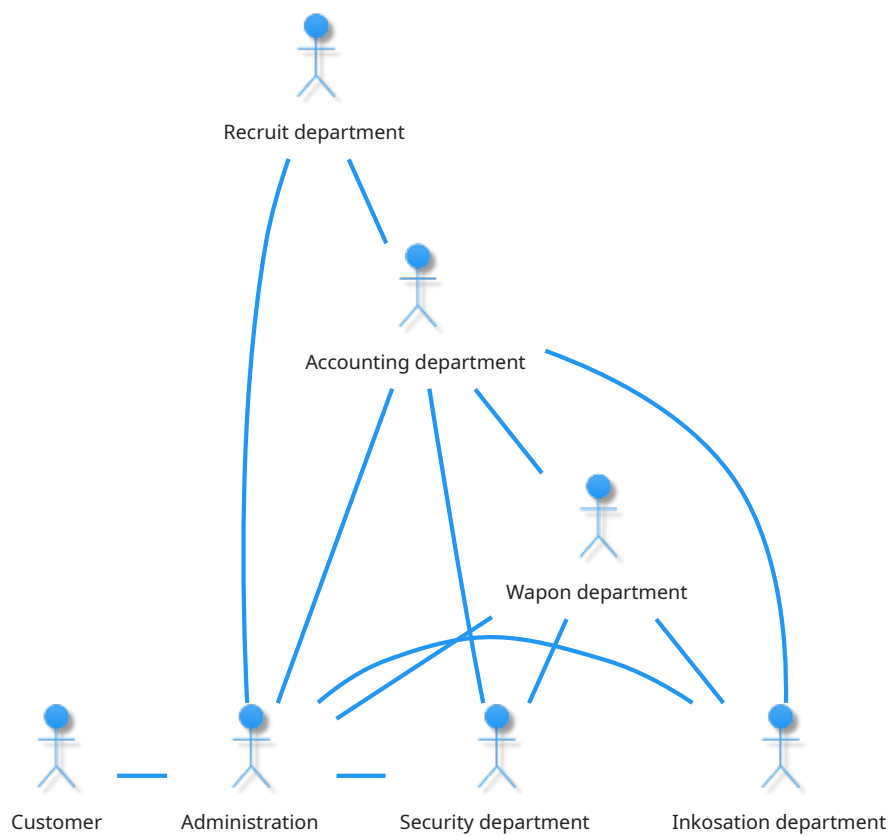 Recruit department
Accounting department
Wapon department
Customer
Administration
Security department
Inkosation department